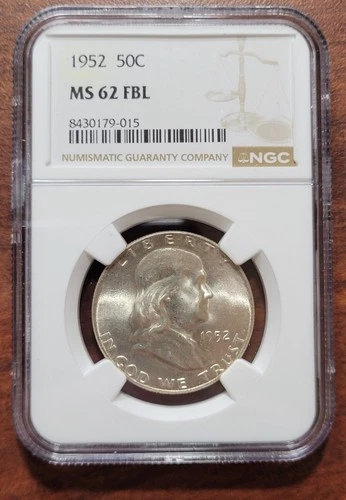 1952 50C
MS 62 FBL
8430179-015
NUMISMATIC GUARANTY COMPANY NGC
LIBERTY
1952
IN GOD WE TRUST